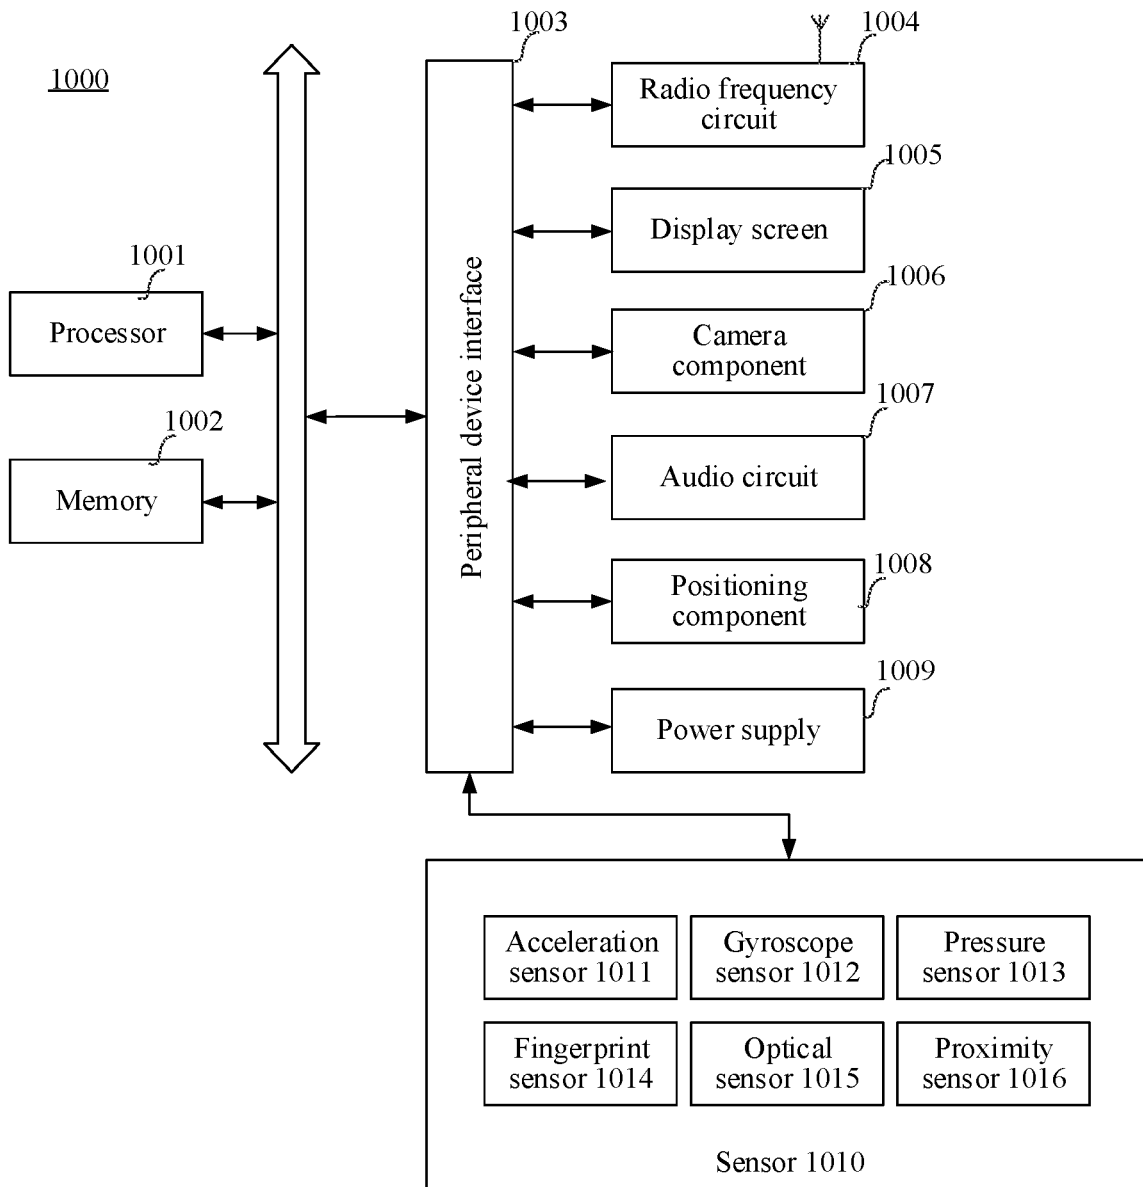 1000
1003
1004
Radio frequency
circuit
1005
Display screen
1001
Processor
1006
Camera
component
1002
Memory
Peripheral device interface
1007
Audio circuit
1008
Positioning
component
1009
Power supply
Acceleration
sensor 1011
Gyroscope
sensor 1012
Pressure
sensor 1013
Fingerprint
sensor 1014
Optical
sensor 1015
Proximity
sensor 1016
Sensor 1010